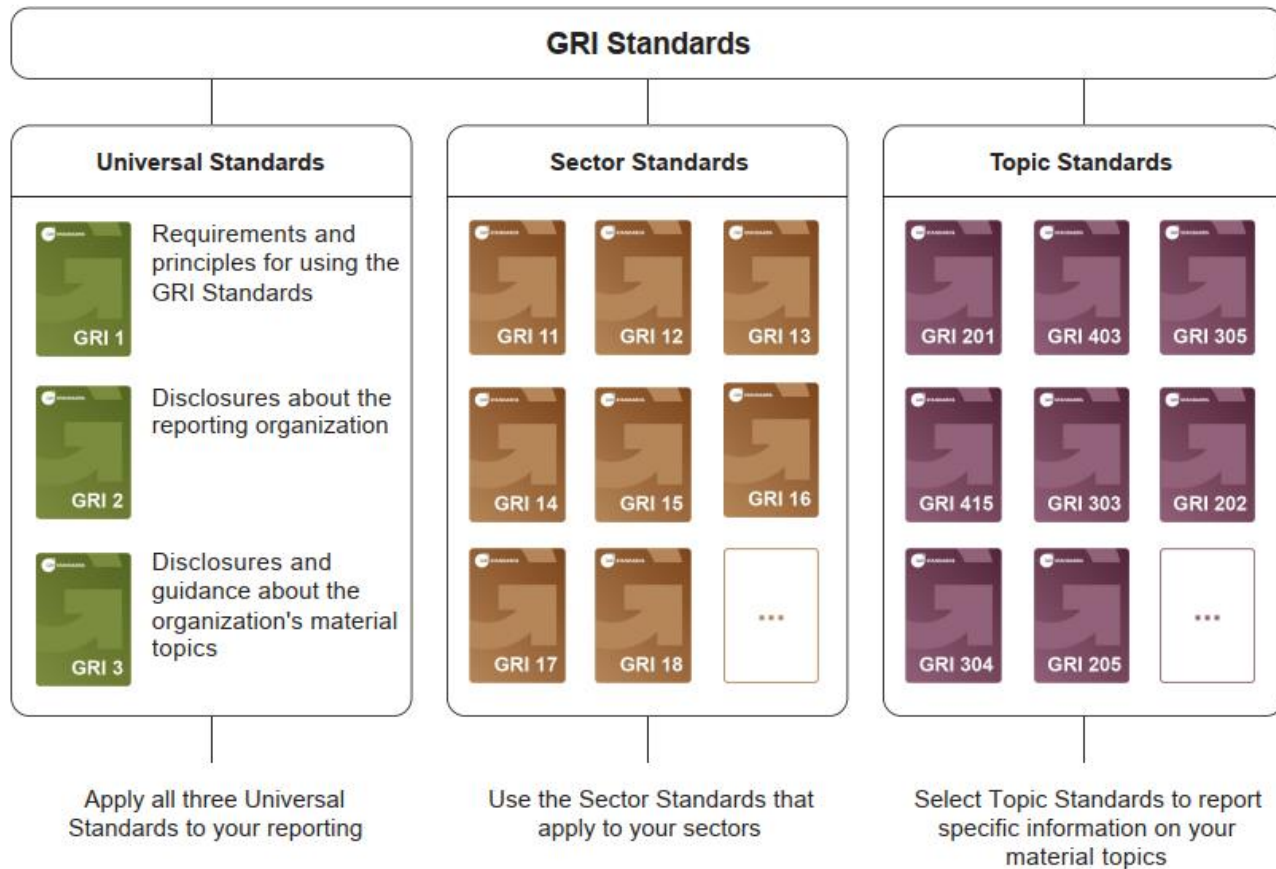 GRI Standards
Universal Standards
Requirements and
principles for using the
GRI Standards
GRI 1
Disclosures about the
reporting organization
GRI 2
Disclosures and
guidance about the
organization's material
topics
GRI 3
Apply all three Universal
Standards to your reporting
Sector Standards
GRI 11
GRI 12
GRI 13
GRI 14
GRI 15
GRI 16
GRI 17
GRI 18
...
Use the Sector Standards that
apply to your sectors
Topic Standards
GRI 201
GRI 403
GRI 305
GRI 415
GRI 303
GRI 202
GRI 304
GRI 205
...
Select Topic Standards to report
specific information on your
material topics